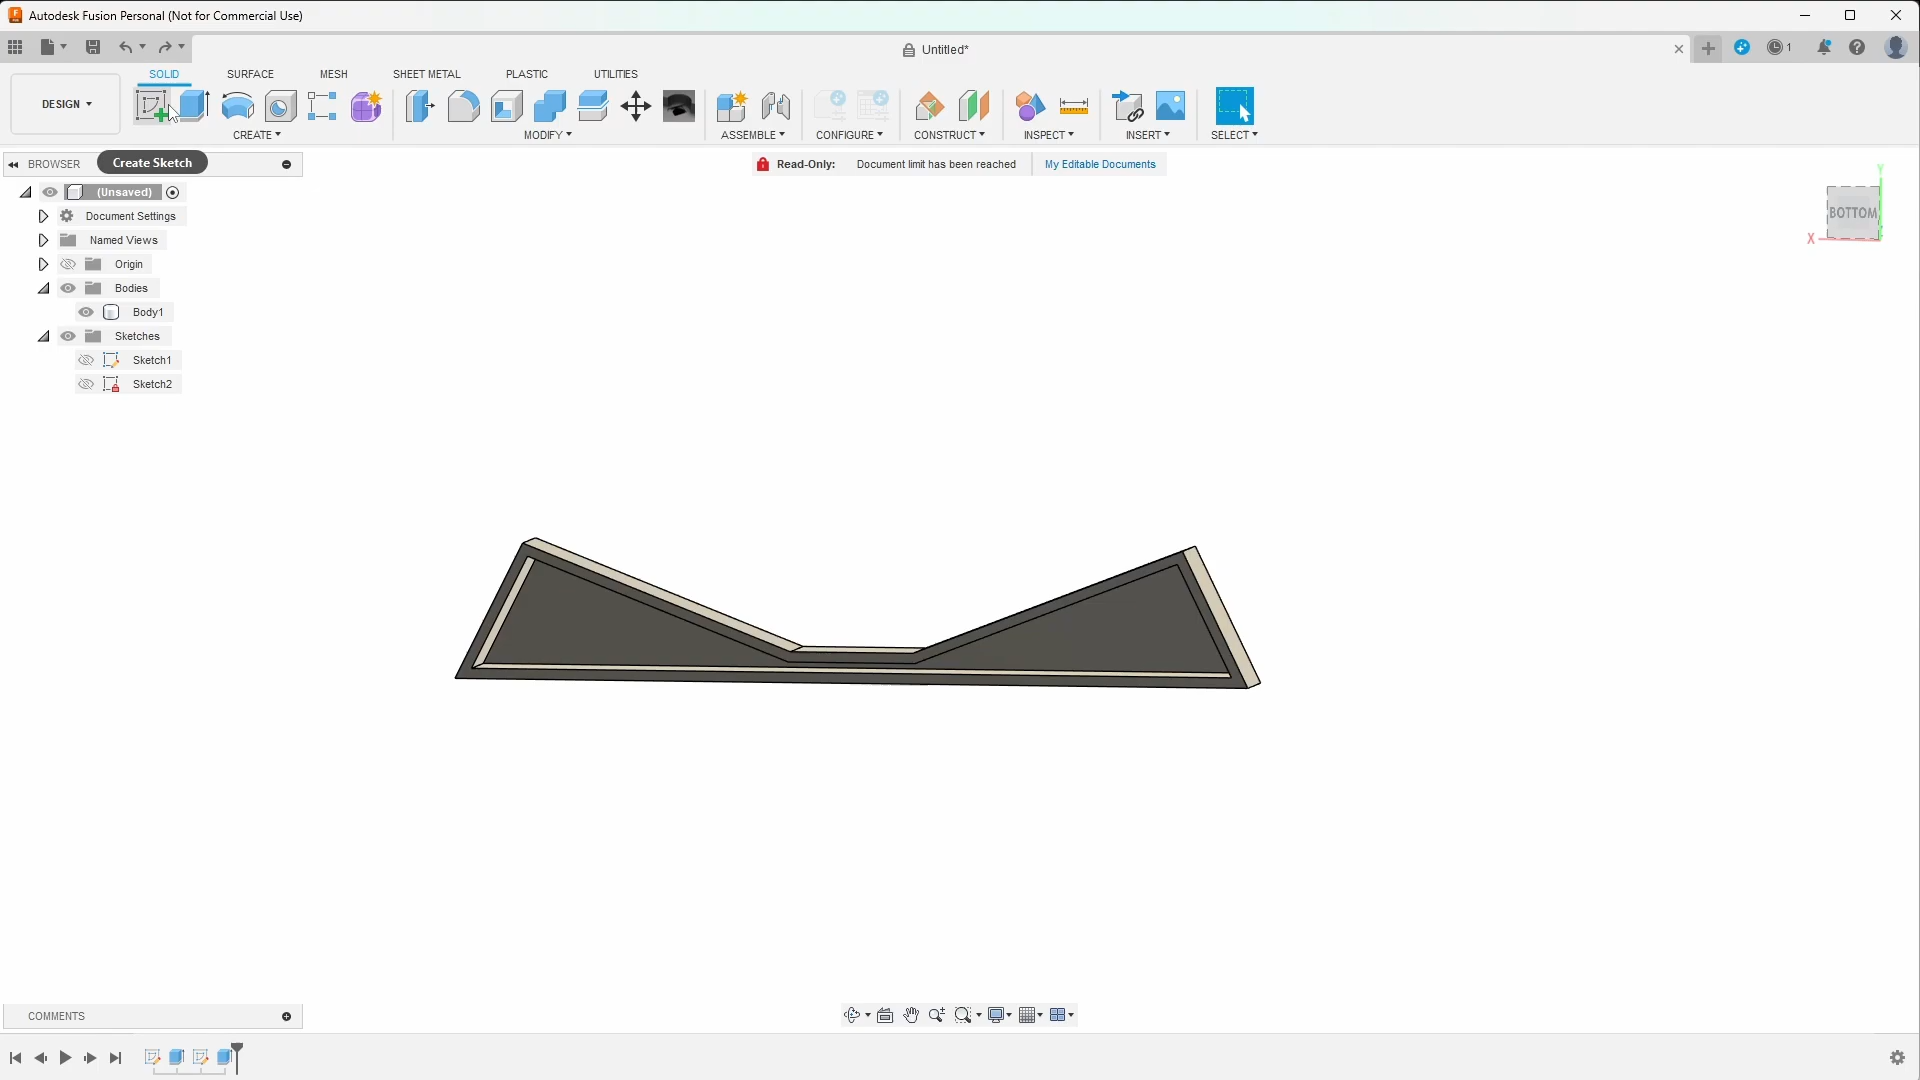 Autodesk Fusion Personal (Not for Commercial Use)
Untitled*
1
SOLID SURFACE MESH SHEET METAL PLASTIC UTILITIES
DESIGN
CREATE MODIFY ASSEMBLE CONFIGURE CONSTRUCT INSPECT INSERT SELECT
BROWSER
Create Sketch
Read-Only: Document limit has been reached My Editable Documents
(Unsaved)
Document Settings
Named Views
Origin
Bodies
Body1
Sketches
Sketch1
Sketch2
Y
BOTTOM
X
COMMENTS